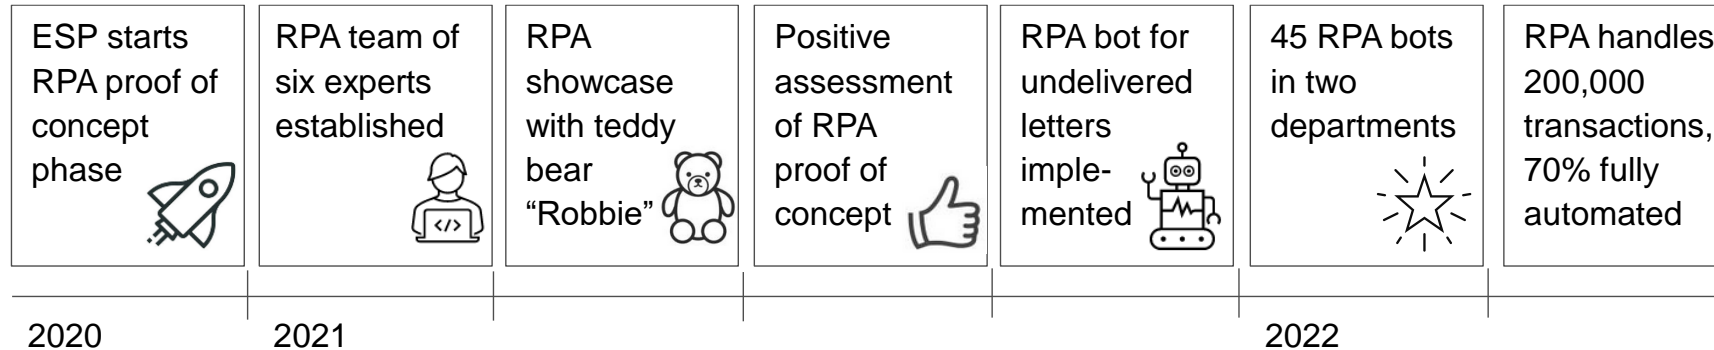 ESP starts
RPA proof of
concept
phase
RPA team of
six experts
established
</>
RPA
showcase
with teddy
bear
“Robbie”
Positive
assessment
of RPA
proof of
concept
RPA bot for
undelivered
letters
imple-
mented
45 RPA bots
in two
departments
RPA handles
200,000
transactions,
70% fully
automated
2020
2021
2022